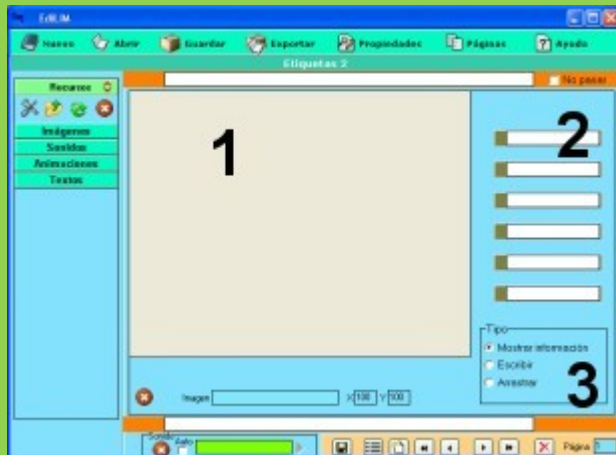 EdiLIM
Nuevo Abrir Guardar Exportar Propiedades Páginas Ayuda
Etiquetas 2
Recursos
No pasar
Imágenes
Sonidos
Animaciones
Textos
1
2
Tipo
Mostrar información
Escribir
Arrastrar
3
Imagen X 100 Y 100
Sonido
Auto
Página 1